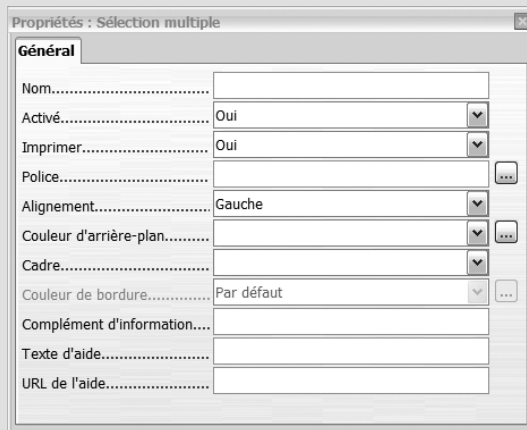 Propriétés : Sélection multiple
Général
Nom................................
Activé.............................. Oui
Imprimer......................... Oui
Police..............................
...
Alignement...................... Gauche
Couleur d'arrière-plan.........
...
Cadre..............................
Couleur de bordure............. Par défaut ...
Complément d'information....
Texte d'aide.......................
URL de l'aide.....................